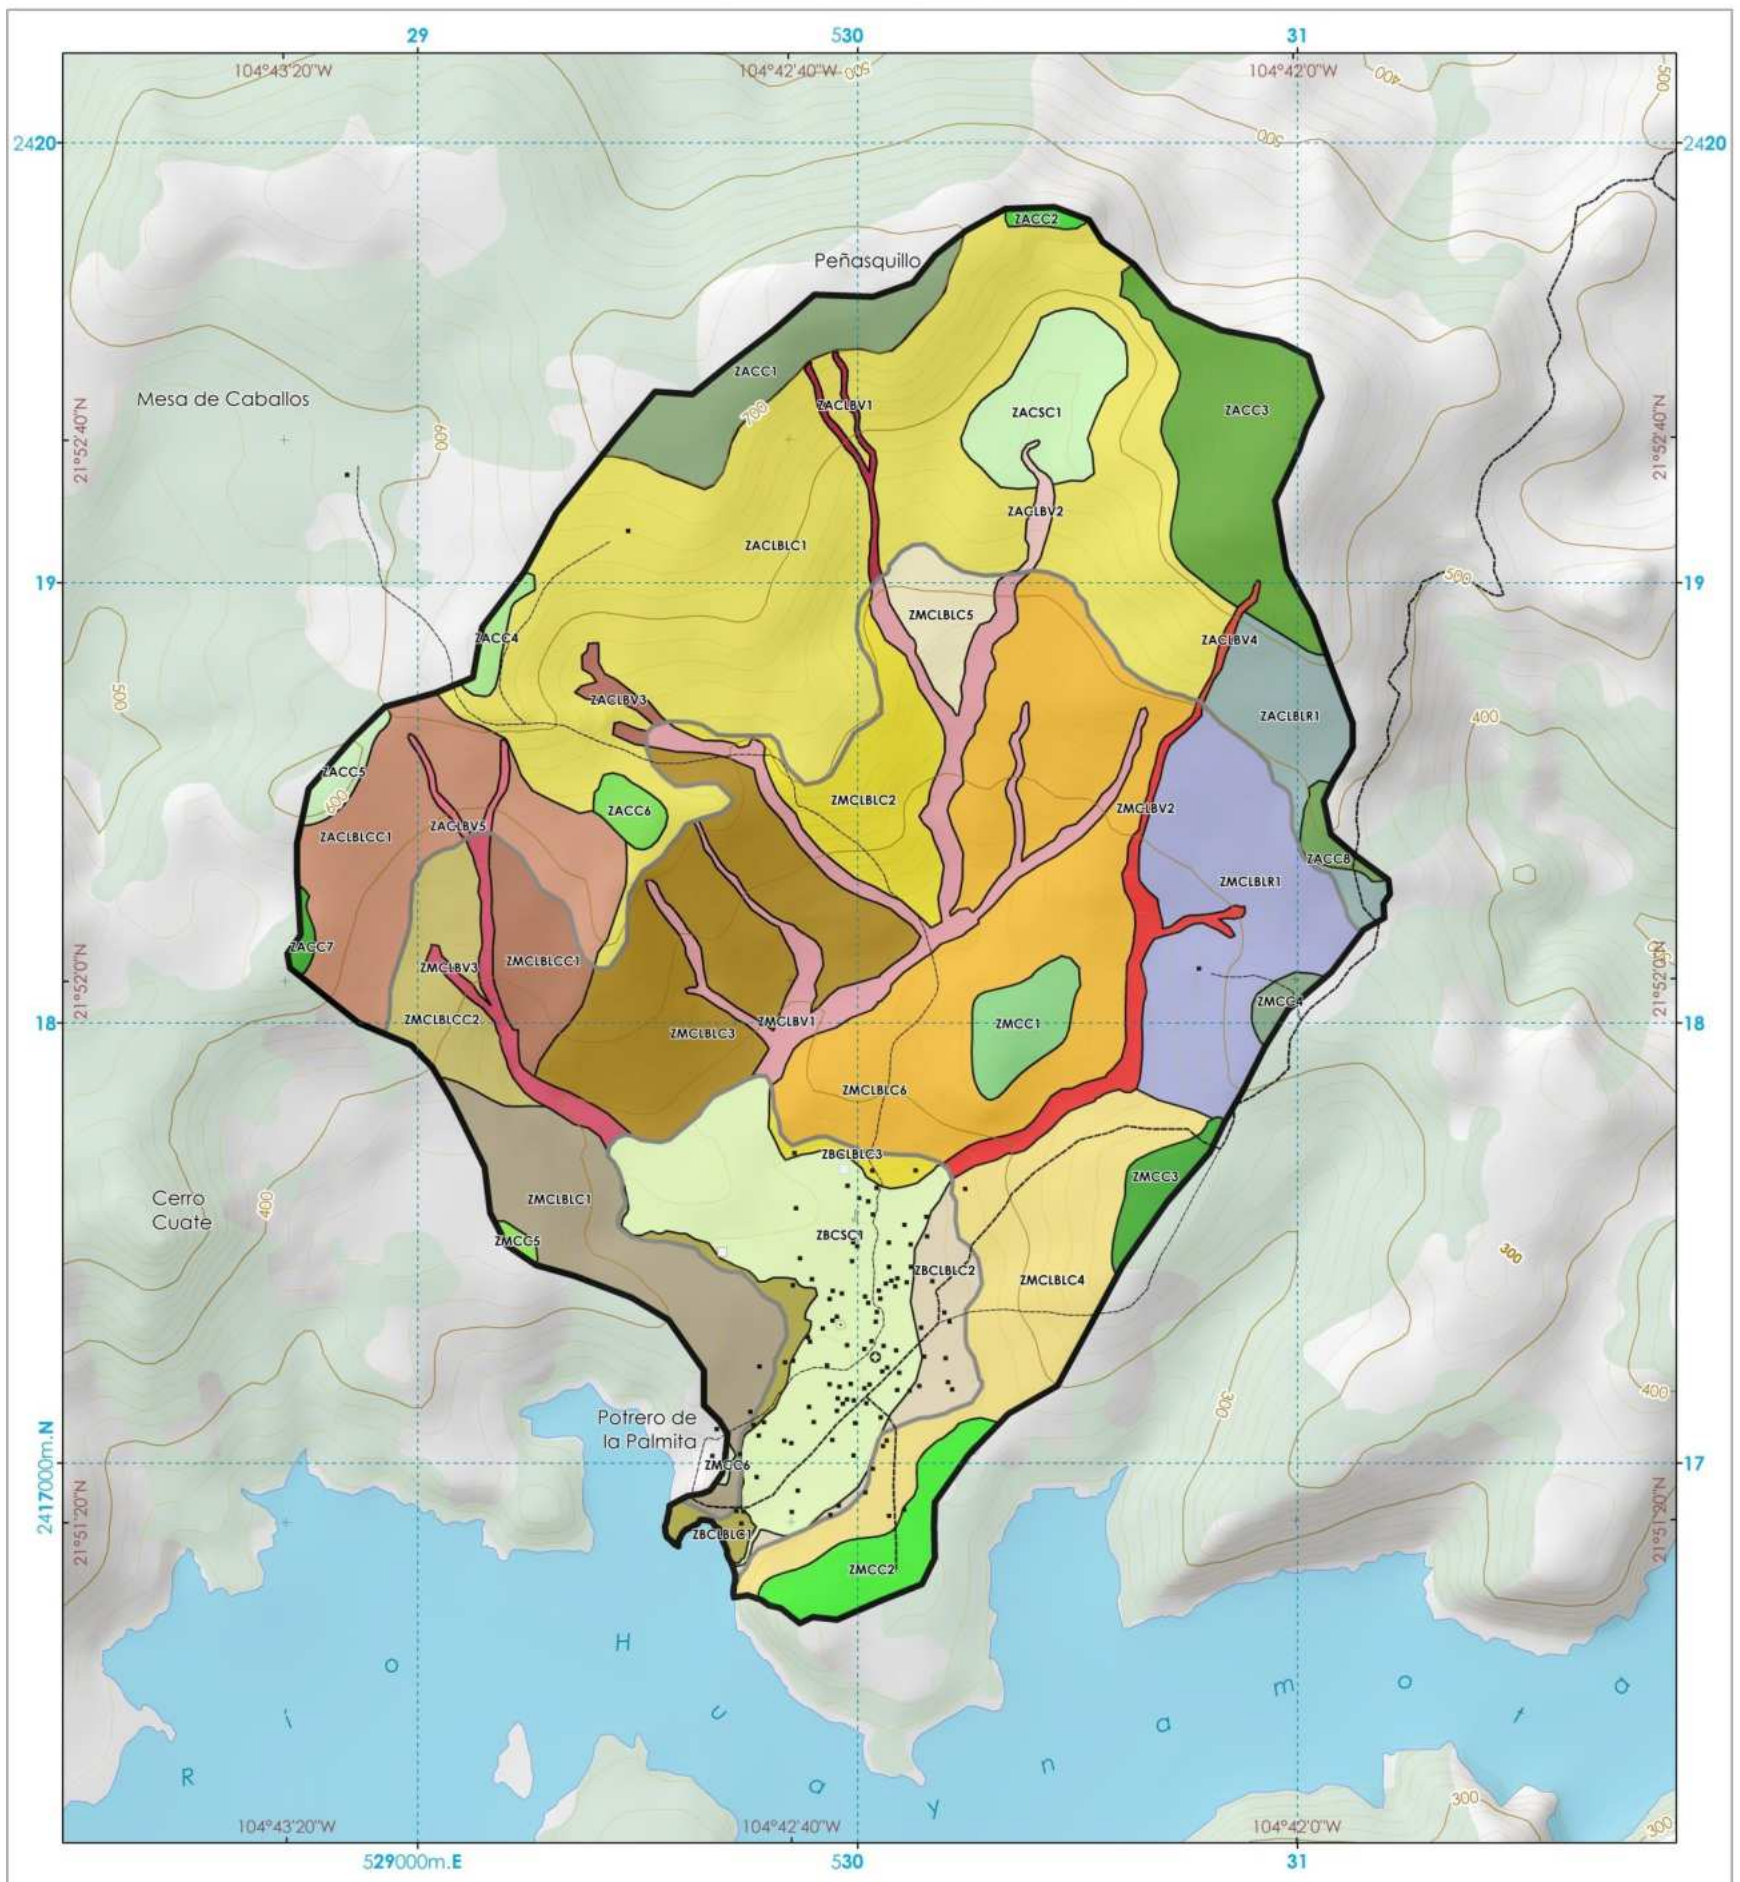 29
530
31
104°43'20"W
104°42'40"W
500
104°42'0"W
400
500
2420
500
2420
ZACC2
Peñasquillo
ZACC1
Mesa de Caballos
700
ZACLBV1
ZACSC1
ZACC3
21°52'40"N
600
21°52'40"N
ZACLBV2
ZACLBLC1
19
500
19
ZMCLBLC5
ZACC4
ZACLBV4
500
ZACLBV3
ZACLBLR1
400
ZACC5
600
ZMCLBLC2
ZMCLBV2
ZACC6
ZACLBV5
ZACLBLCC1
ZACC8
ZMCLBLR1
ZACC7
ZMCLBLCC1
ZMCLBV3
21°52'0"N
21°52'0"N
ZMCC4
ZMCLBLCC2
18
ZMCLBV1
ZMCC1
18
ZMCLBLC3
ZMCLBLC6
ZBCLBLC3
ZMCC3
Cerro
Cuate
400
ZMCLBLC1
ZMCC5
ZBCSC1
300
ZBCLBLC2
ZMCLBLC4
300
400
Potrero de
la Palmita
ZMCC6
2417000m.N
17
21°51'20"N
21°51'20"N
ZBCLBLC1
ZMCC2
Río Huaynamota
300
300
104°43'20"W
104°42'40"W
104°42'0"W
529000m.E
530
31